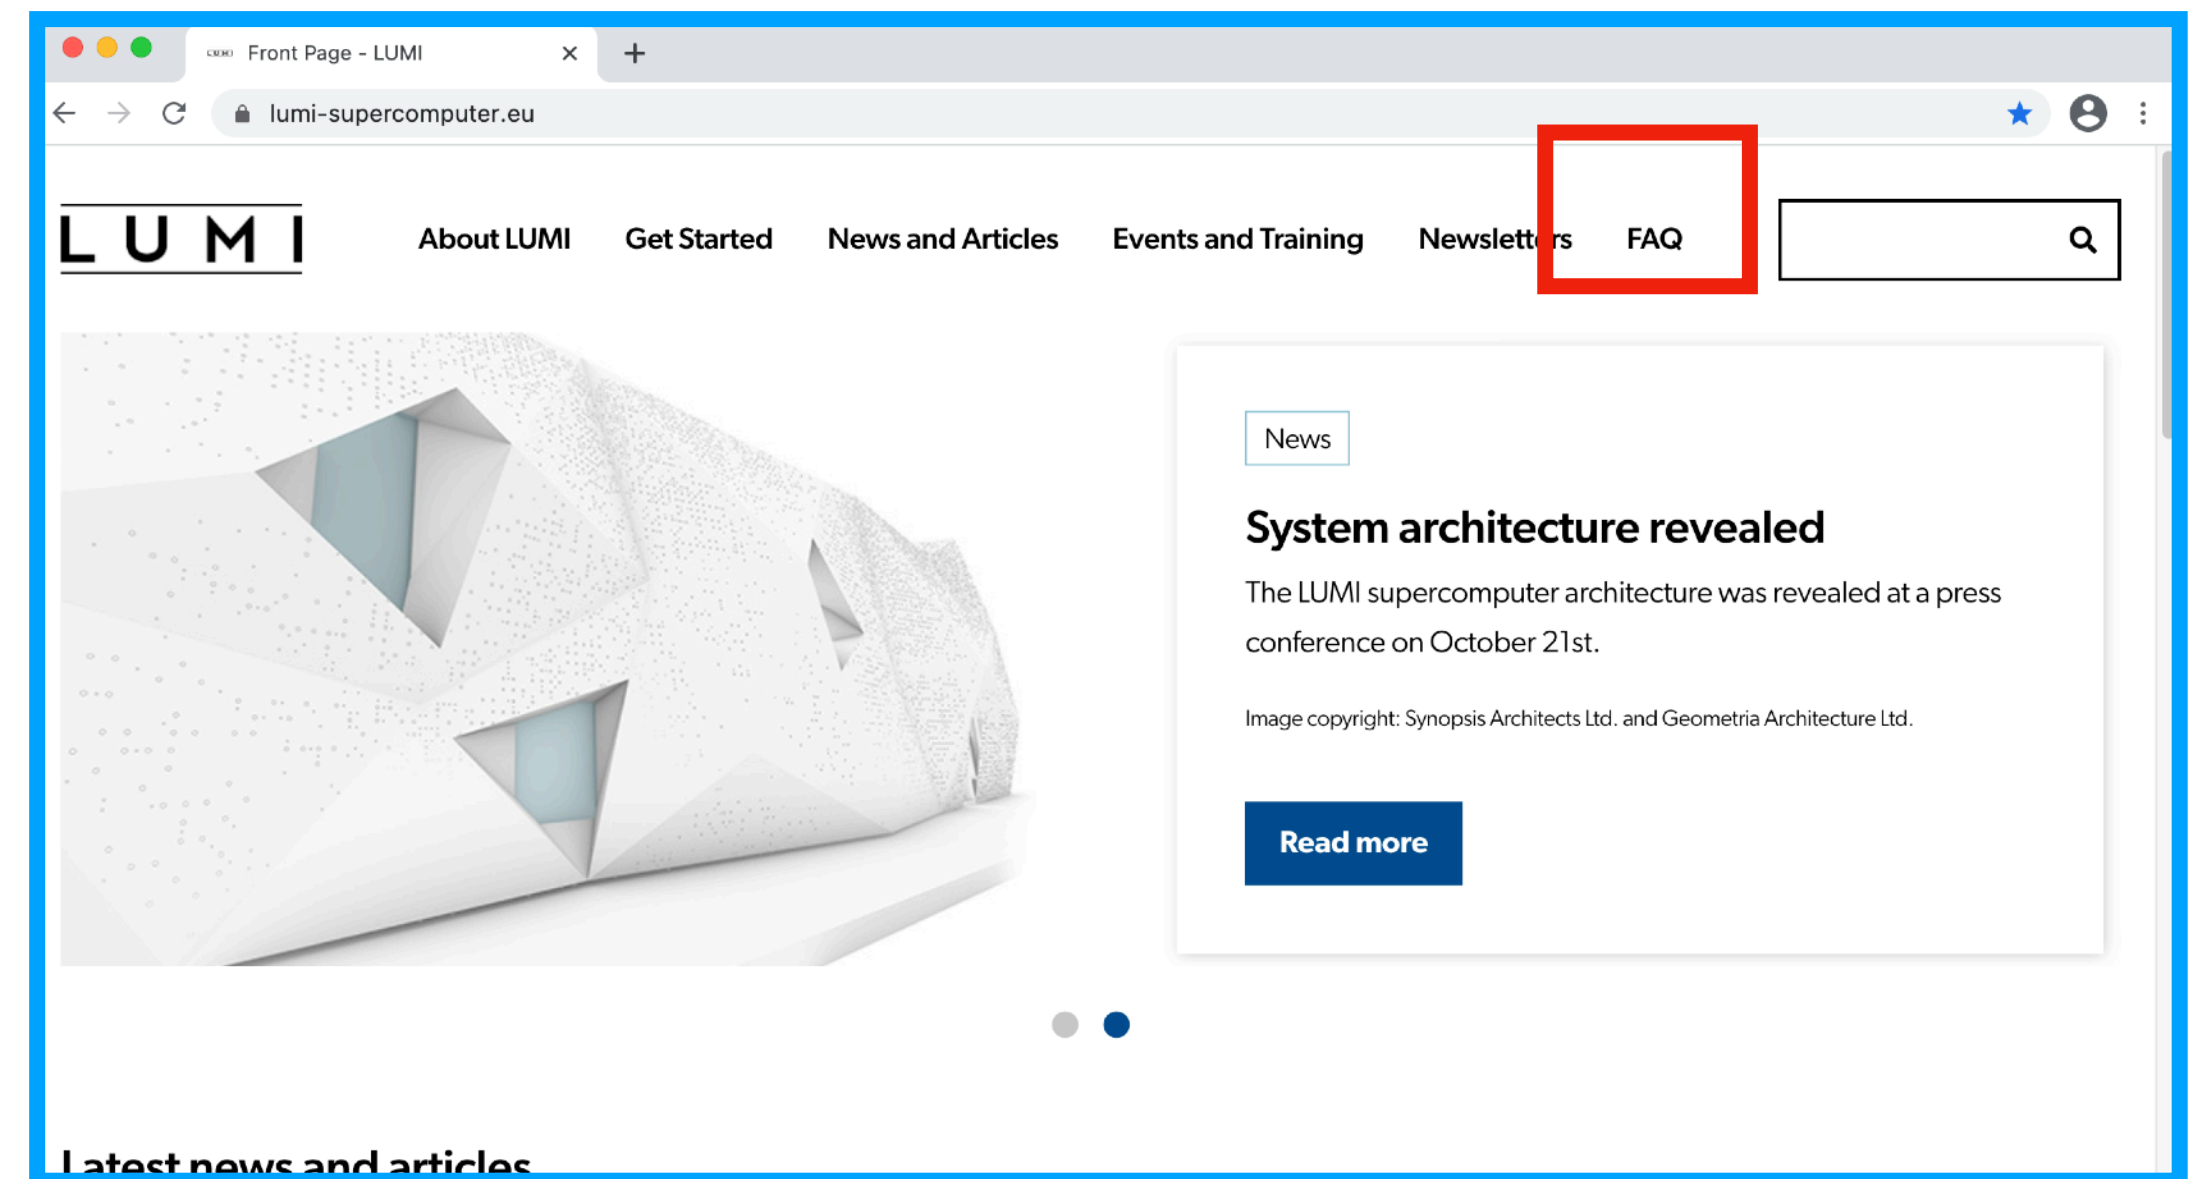 Front Page - LUMI
lumi-supercomputer.eu
LUMI
About LUMI Get Started News and Articles Events and Training Newsletters FAQ
News
System architecture revealed
The LUMI supercomputer architecture was revealed at a press
conference on October 21st.
Image copyright: Synopsis Architects Ltd. and Geometria Architecture Ltd.
Read more
Latest news and articles